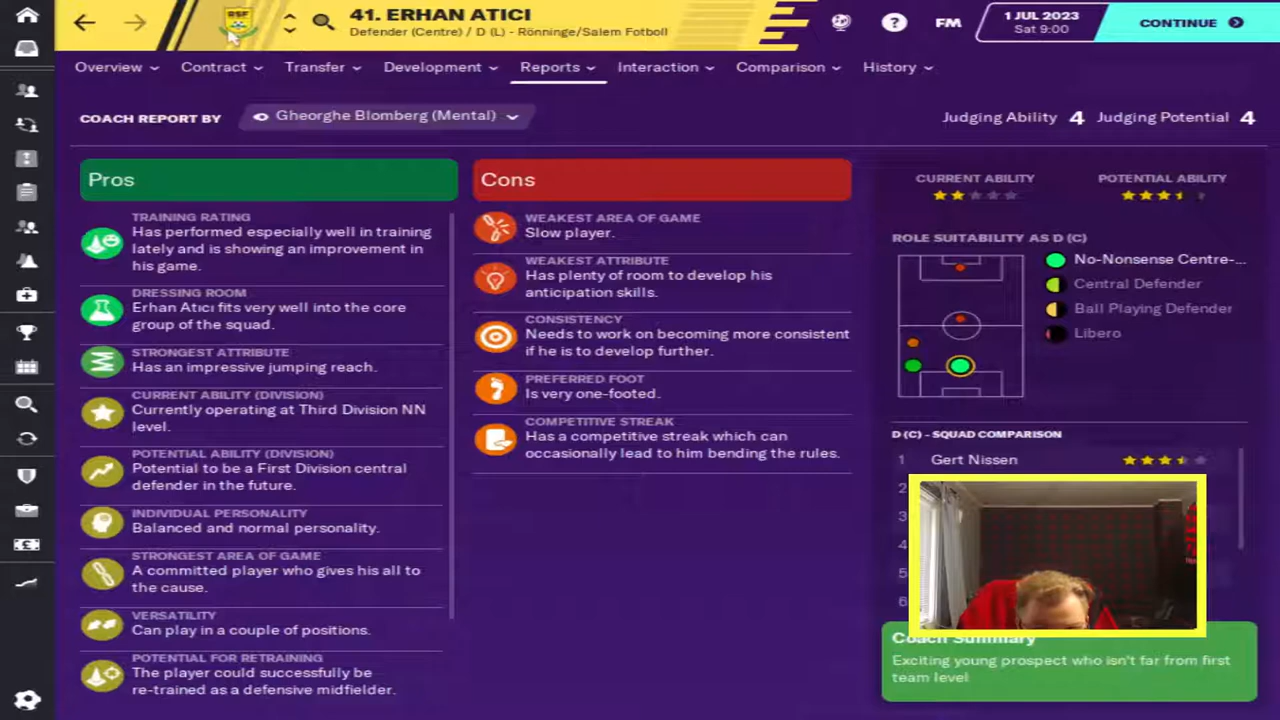 RSF
41. ERHAN ATICI
Defender (Centre) / D (L) - Rönninge/Salem Fotboll
FM
1 JUL 2023
Sat 9:00
CONTINUE
Overview
Contract
Transfer
Development
Reports
Interaction
Comparison
History
COACH REPORT BY
Gheorghe Blomberg (Mental)
Judging Ability 4 Judging Potential 4
Pros
TRAINING RATING
Has performed especially well in training
lately and is showing an improvement in
his game.
DRESSING ROOM
Erhan Atıcı fits very well into the core
group of the squad.
STRONGEST ATTRIBUTE
Has an impressive jumping reach.
CURRENT ABILITY (DIVISION)
Currently operating at Third Division NN
level.
POTENTIAL ABILITY (DIVISION)
Potential to be a First Division central
defender in the future.
INDIVIDUAL PERSONALITY
Balanced and normal personality.
STRONGEST AREA OF GAME
A committed player who gives his all to
the cause.
VERSATILITY
Can play in a couple of positions.
POTENTIAL FOR RETRAINING
The player could successfully be
re-trained as a defensive midfielder.
Cons
WEAKEST AREA OF GAME
Slow player.
WEAKEST ATTRIBUTE
Has plenty of room to develop his
anticipation skills.
CONSISTENCY
Needs to work on becoming more consistent
if he is to develop further.
PREFERRED FOOT
Is very one-footed.
COMPETITIVE STREAK
Has a competitive streak which can
occasionally lead to him bending the rules.
CURRENT ABILITY
POTENTIAL ABILITY
ROLE SUITABILITY AS D (C)
No-Nonsense Centre-...
Central Defender
Ball Playing Defender
Libero
D (C) - SQUAD COMPARISON
1 Gert Nissen
2
3
4
5
6
Coach Summary
Exciting young prospect who isn't far from first
team level